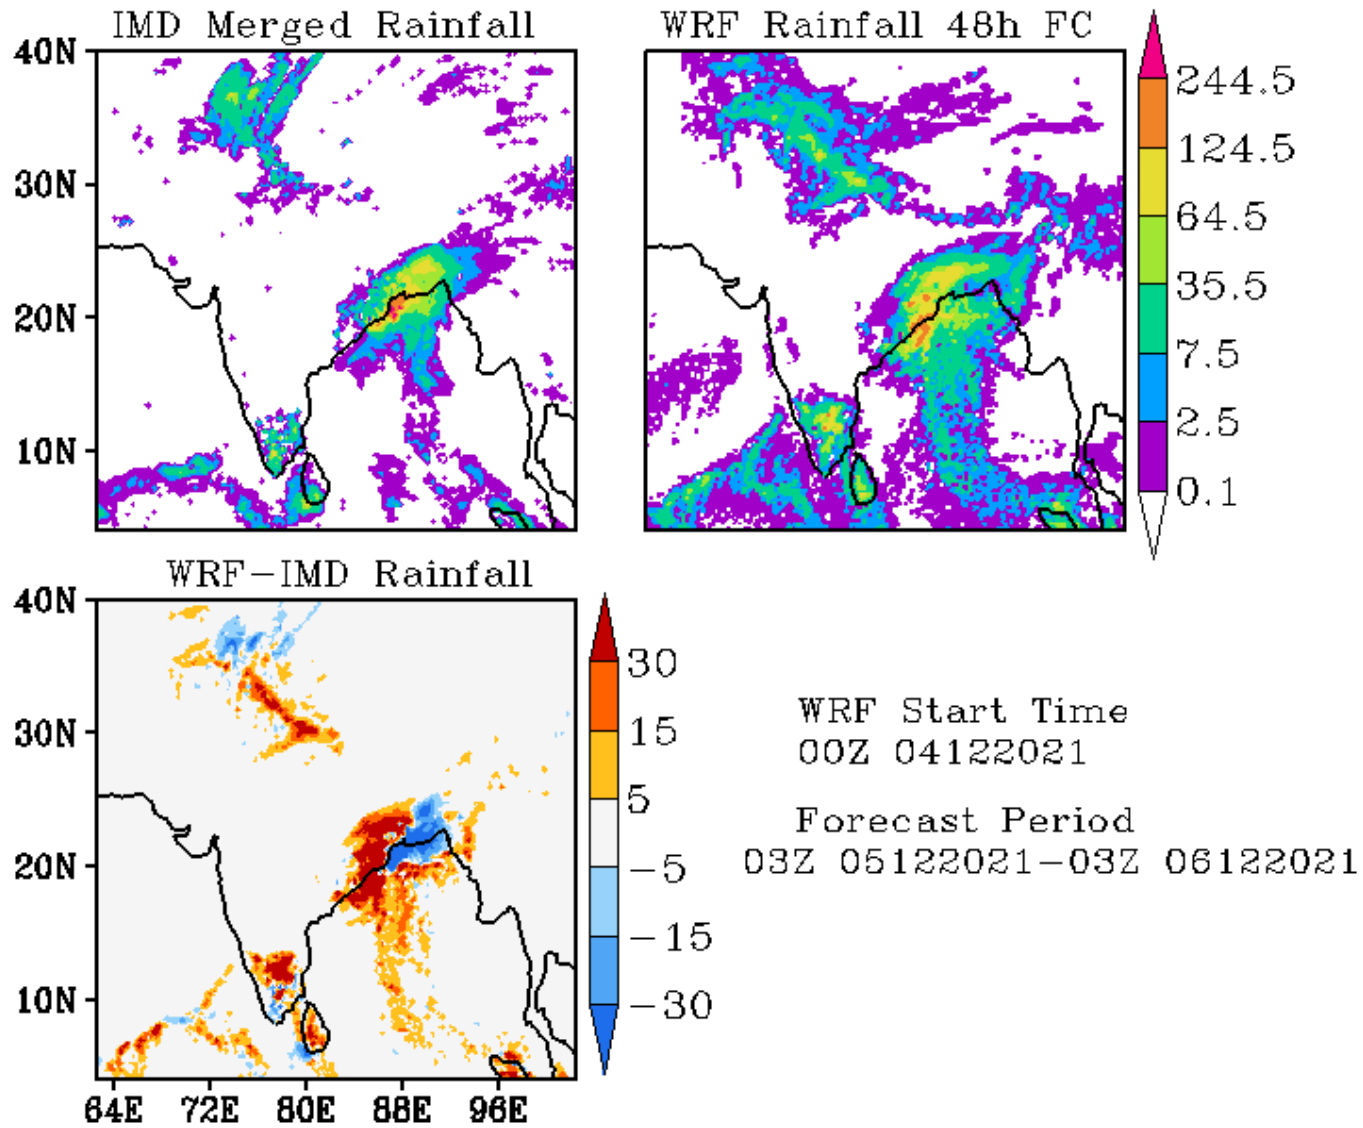 IMD Merged Rainfall
WRF Rainfall 48h FC
40N
30N
20N
10N
244.5
124.5
64.5
35.5
7.5
2.5
0.1
WRF-IMD Rainfall
40N
30N
20N
10N
64E 72E 80E 88E 96E
30
15
5
-5
-15
-30
WRF Start Time
00Z 04122021
Forecast Period
03Z 05122021-03Z 06122021